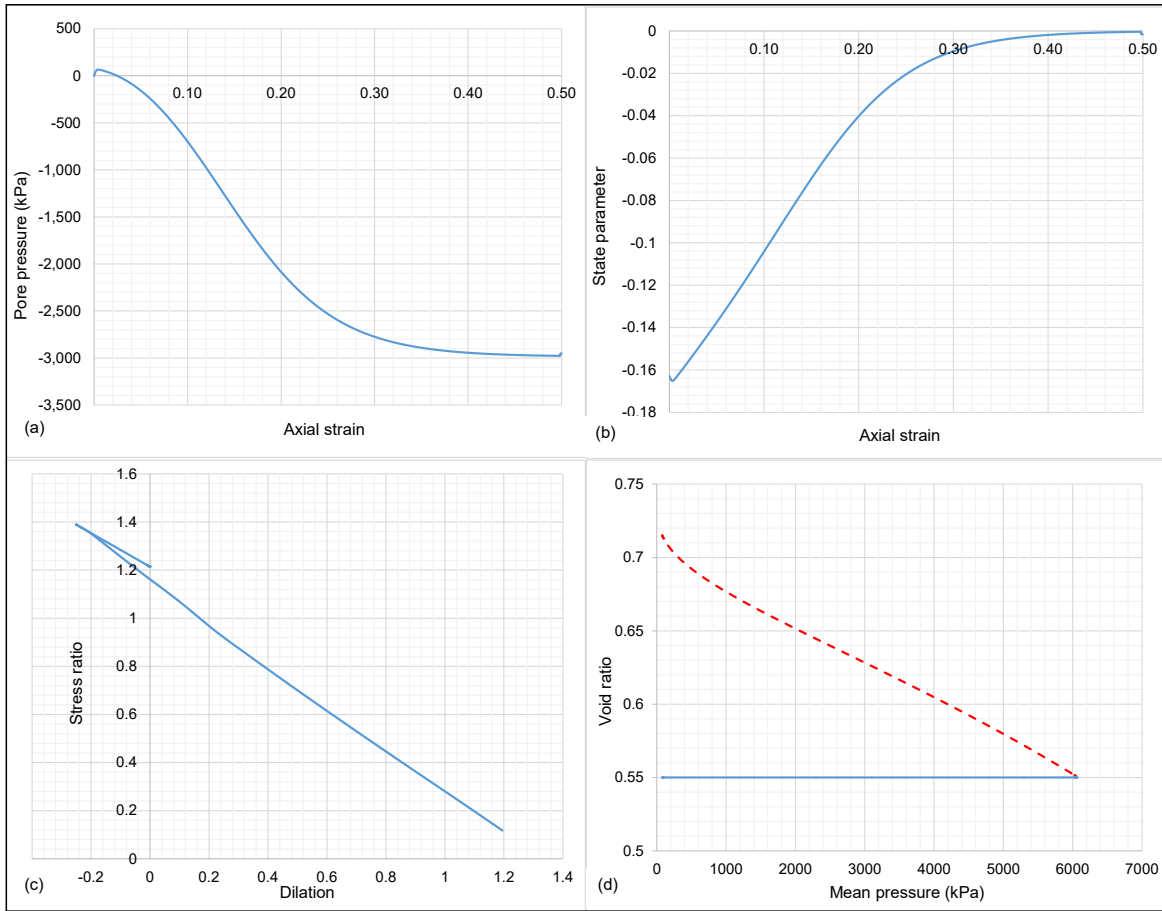 500
0
-500
-1,000
-1,500
-2,000
-2,500
-3,000
-3,500
0.10 0.20 0.30 0.40 0.50
Pore pressure (kPa)
Axial strain
(a)
0
-0.02
-0.04
-0.06
-0.08
-0.1
-0.12
-0.14
-0.16
-0.18
0.10 0.20 0.30 0.40 0.50
State parameter
Axial strain
(b)
1.6
1.4
1.2
1
0.8
0.6
0.4
0.2
0
-0.2 0 0.2 0.4 0.6 0.8 1 1.2 1.4
Stress ratio
Dilation
(c)
0.75
0.7
0.65
0.6
0.55
0.5
0 1000 2000 3000 4000 5000 6000 7000
Void ratio
Mean pressure (kPa)
(d)